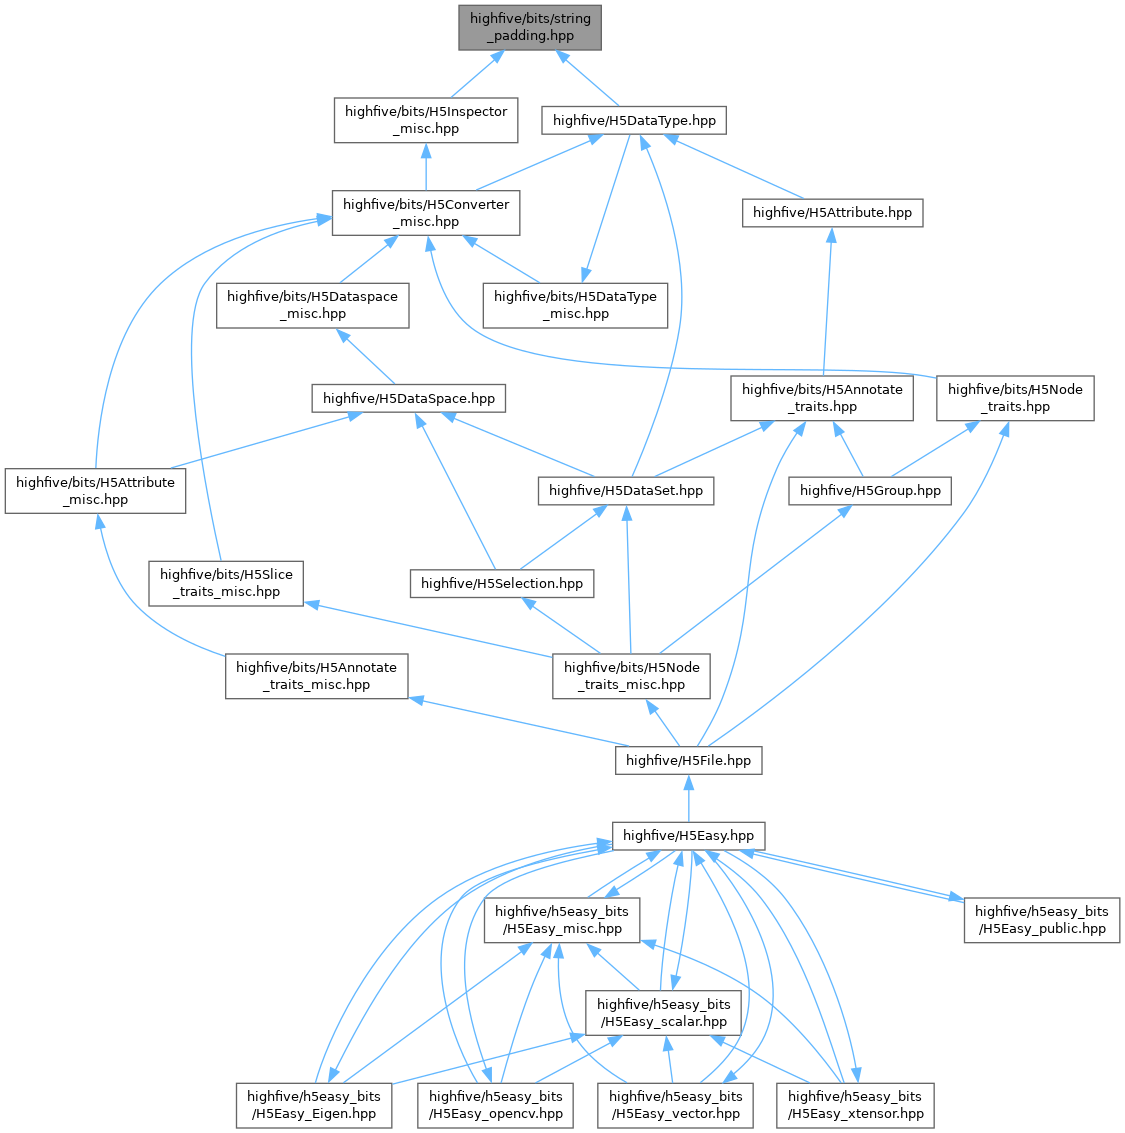 highfive/bits/string
_padding.hpp
highfive/bits/H5Inspector
_misc.hpp
highfive/H5DataType.hpp
highfive/bits/H5Converter
_misc.hpp
highfive/H5Attribute.hpp
highfive/bits/H5Dataspace
_misc.hpp
highfive/bits/H5DataType
_misc.hpp
highfive/H5DataSpace.hpp
highfive/bits/H5Annotate
_traits.hpp
highfive/bits/H5Node
_traits.hpp
highfive/bits/H5Attribute
_misc.hpp
highfive/H5DataSet.hpp
highfive/H5Group.hpp
highfive/bits/H5Slice
_traits_misc.hpp
highfive/H5Selection.hpp
highfive/bits/H5Annotate
_traits_misc.hpp
highfive/bits/H5Node
_traits_misc.hpp
highfive/H5File.hpp
highfive/H5Easy.hpp
highfive/h5easy_bits
/H5Easy_misc.hpp
highfive/h5easy_bits
/H5Easy_public.hpp
highfive/h5easy_bits
/H5Easy_scalar.hpp
highfive/h5easy_bits
/H5Easy_Eigen.hpp
highfive/h5easy_bits
/H5Easy_opencv.hpp
highfive/h5easy_bits
/H5Easy_vector.hpp
highfive/h5easy_bits
/H5Easy_xtensor.hpp